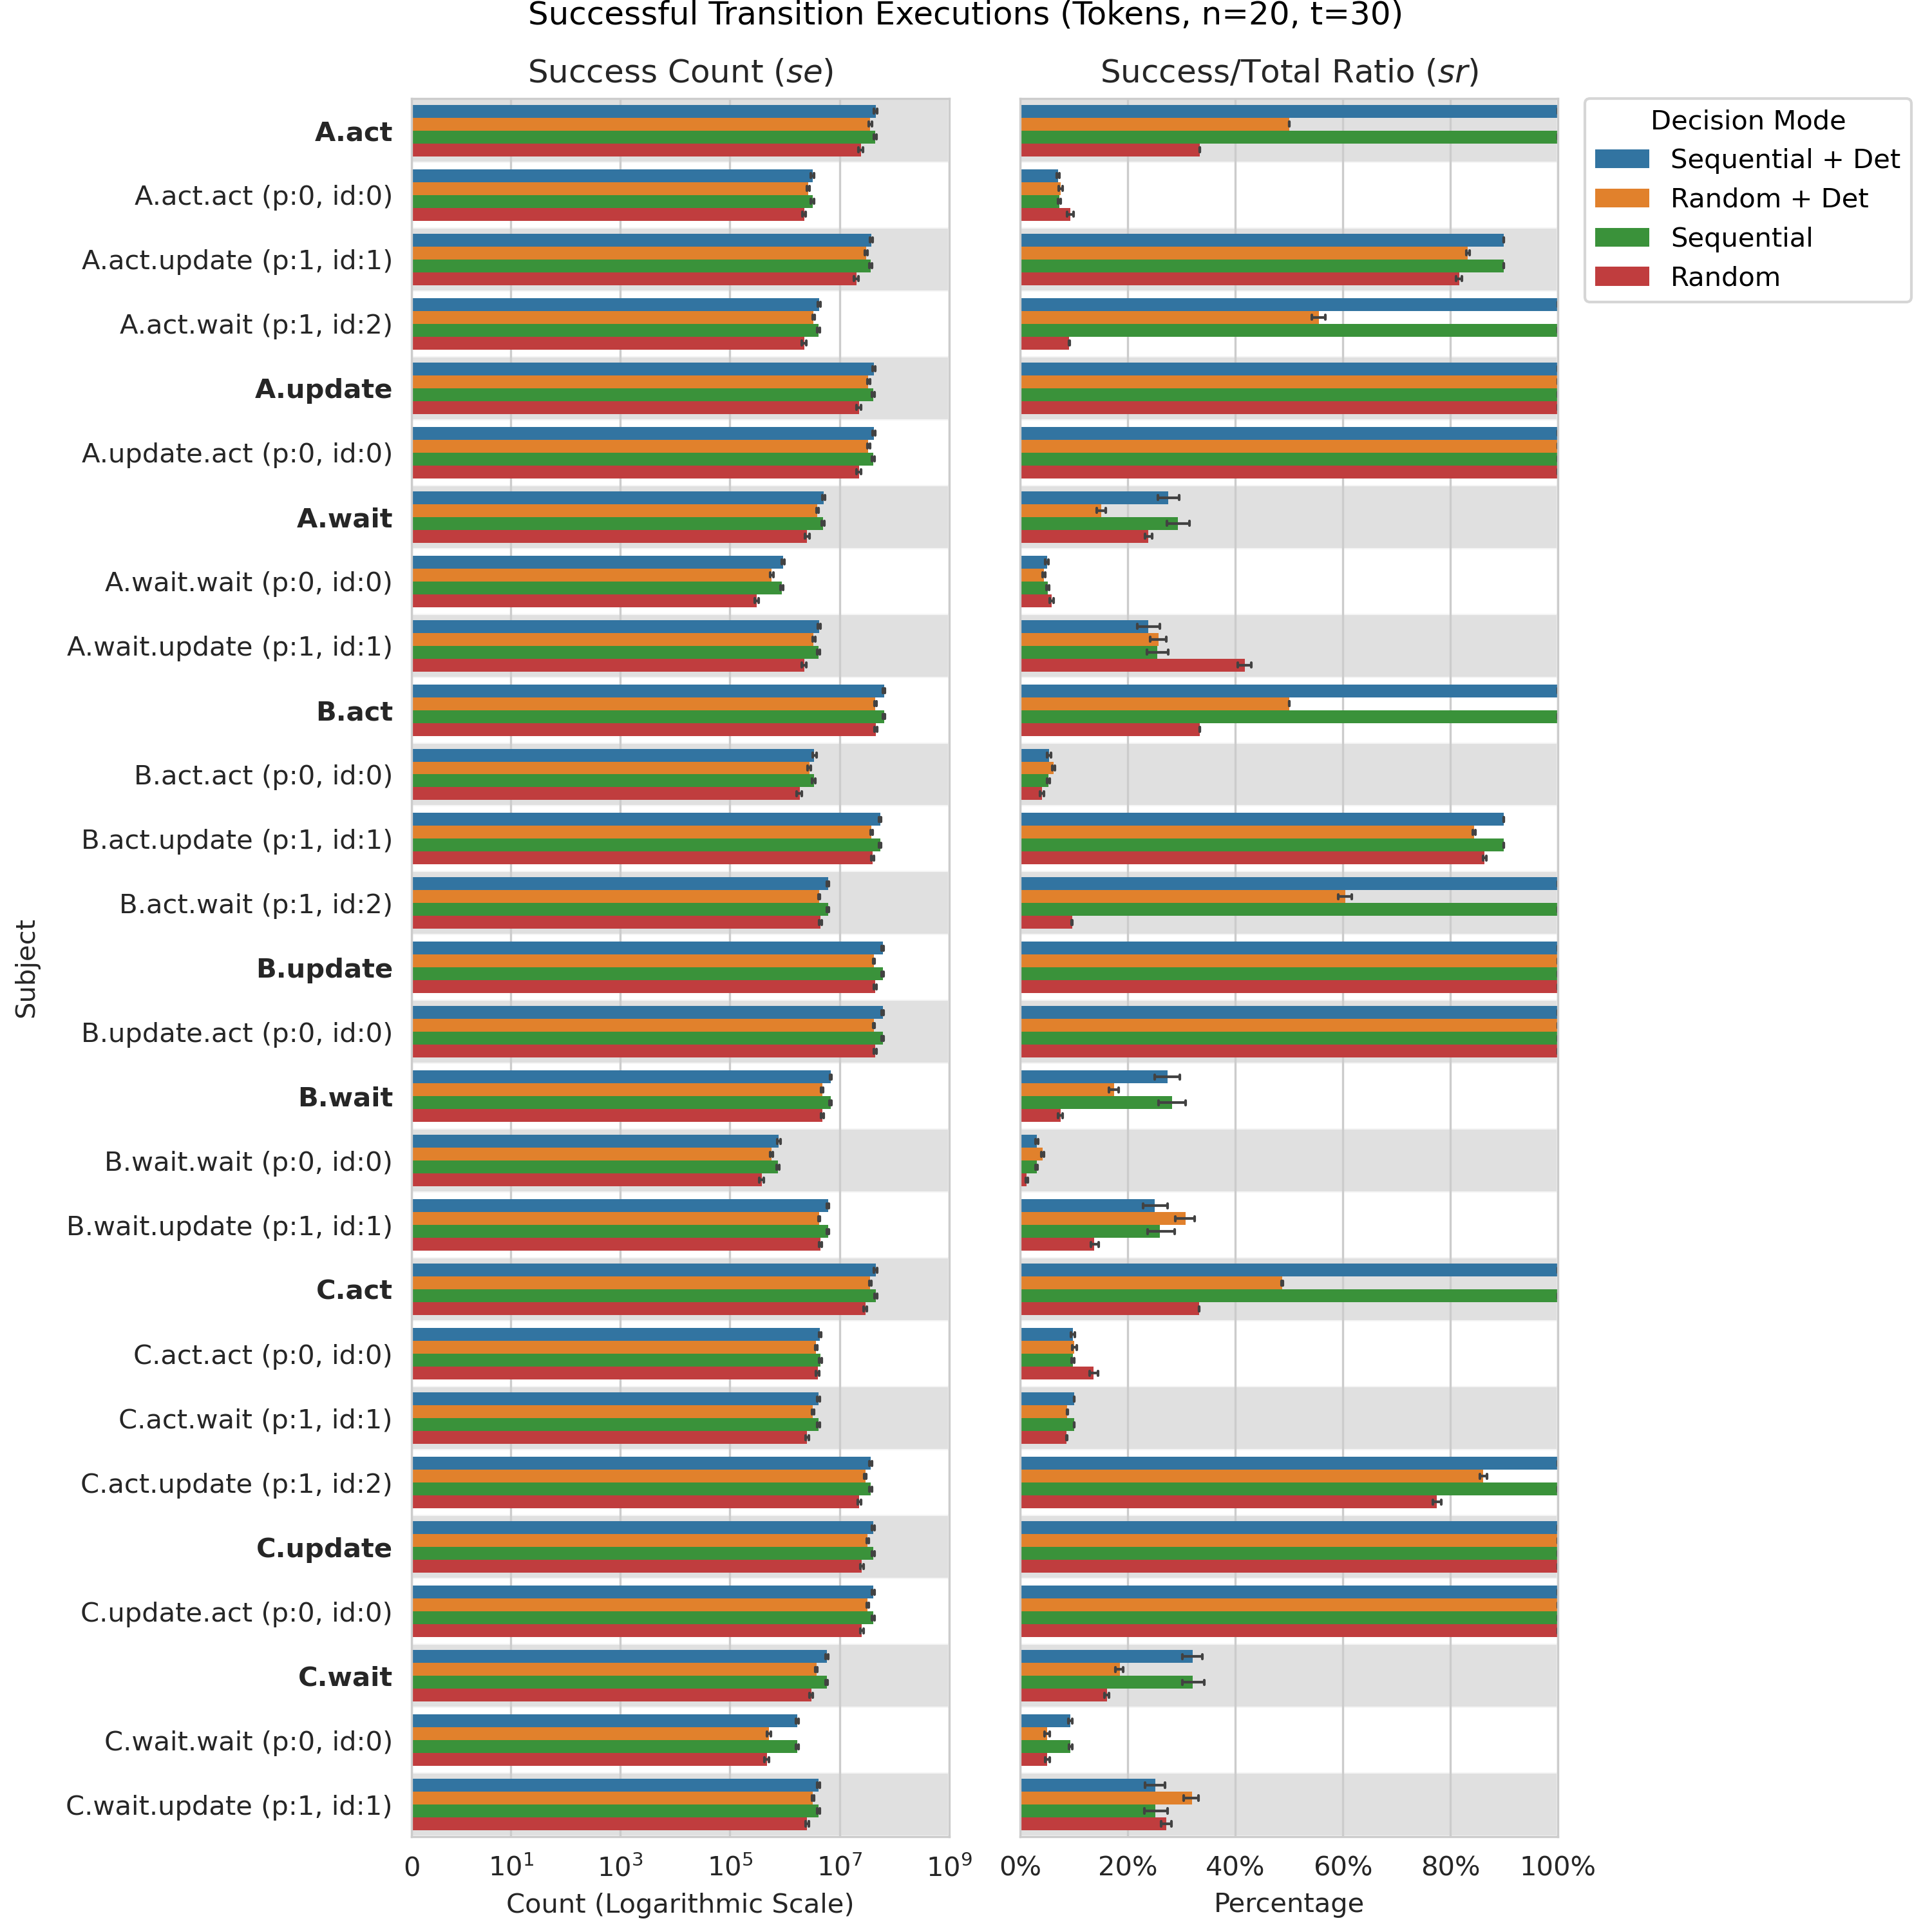 Successful Transition Executions (Tokens, n=20, t=30)
Success Count (se)
Success/Total Ratio (sr)
Decision Mode
Sequential + Det
Random + Det
Sequential
Random
Subject
A.act
A.act.act (p:0, id:0)
A.act.update (p:1, id:1)
A.act.wait (p:1, id:2)
A.update
A.update.act (p:0, id:0)
A.wait
A.wait.wait (p:0, id:0)
A.wait.update (p:1, id:1)
B.act
B.act.act (p:0, id:0)
B.act.update (p:1, id:1)
B.act.wait (p:1, id:2)
B.update
B.update.act (p:0, id:0)
B.wait
B.wait.wait (p:0, id:0)
B.wait.update (p:1, id:1)
C.act
C.act.act (p:0, id:0)
C.act.wait (p:1, id:1)
C.act.update (p:1, id:2)
C.update
C.update.act (p:0, id:0)
C.wait
C.wait.wait (p:0, id:0)
C.wait.update (p:1, id:1)
0 10¹ 10³ 10⁵ 10⁷ 10⁹
Count (Logarithmic Scale)
0% 20% 40% 60% 80% 100%
Percentage